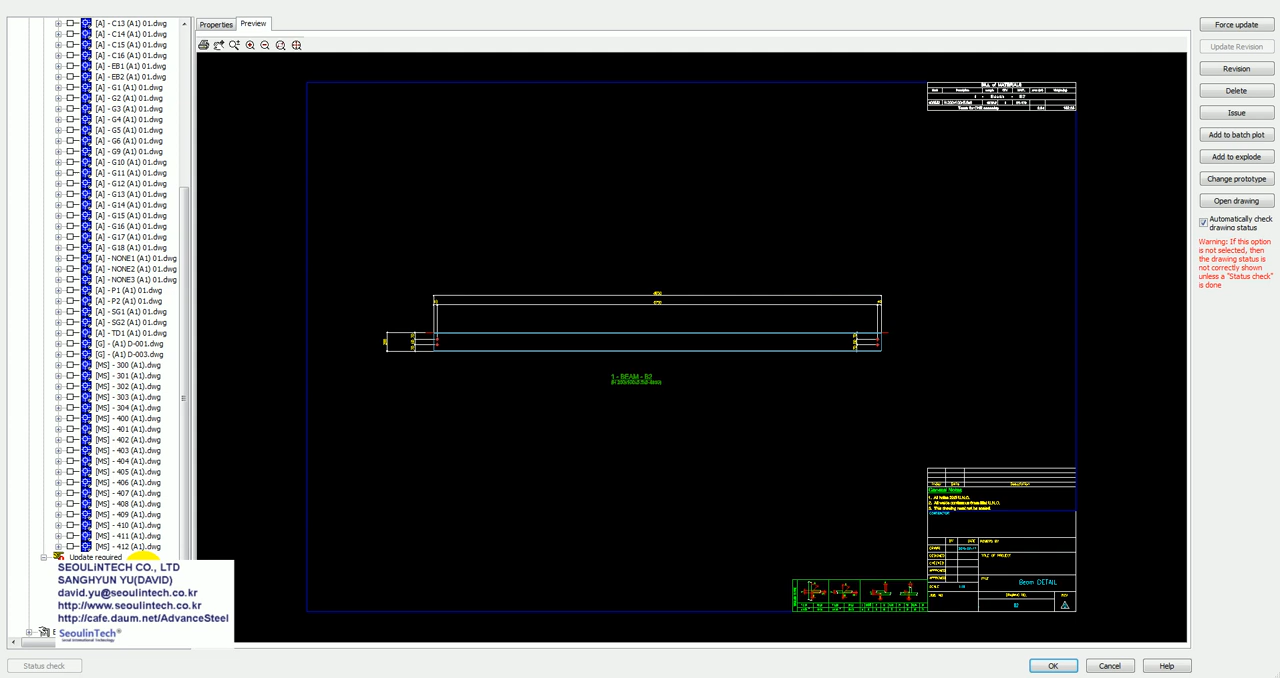 [A] - C13 (A1) 01.dwg
[A] - C14 (A1) 01.dwg
[A] - C15 (A1) 01.dwg
[A] - C16 (A1) 01.dwg
[A] - EB1 (A1) 01.dwg
[A] - EB2 (A1) 01.dwg
[A] - G1 (A1) 01.dwg
[A] - G2 (A1) 01.dwg
[A] - G3 (A1) 01.dwg
[A] - G4 (A1) 01.dwg
[A] - G5 (A1) 01.dwg
[A] - G6 (A1) 01.dwg
[A] - G9 (A1) 01.dwg
[A] - G10 (A1) 01.dwg
[A] - G11 (A1) 01.dwg
[A] - G12 (A1) 01.dwg
[A] - G13 (A1) 01.dwg
[A] - G14 (A1) 01.dwg
[A] - G15 (A1) 01.dwg
[A] - G16 (A1) 01.dwg
[A] - G17 (A1) 01.dwg
[A] - G18 (A1) 01.dwg
[A] - NONE1 (A1) 01.dwg
[A] - NONE2 (A1) 01.dwg
[A] - NONE3 (A1) 01.dwg
[A] - P1 (A1) 01.dwg
[A] - P2 (A1) 01.dwg
[A] - SG1 (A1) 01.dwg
[A] - SG2 (A1) 01.dwg
[A] - TD1 (A1) 01.dwg
[G] - (A1) D-001.dwg
[G] - (A1) D-003.dwg
[MS] - 300 (A1).dwg
[MS] - 301 (A1).dwg
[MS] - 302 (A1).dwg
[MS] - 303 (A1).dwg
[MS] - 304 (A1).dwg
[MS] - 400 (A1).dwg
[MS] - 401 (A1).dwg
[MS] - 402 (A1).dwg
[MS] - 403 (A1).dwg
[MS] - 404 (A1).dwg
[MS] - 405 (A1).dwg
[MS] - 406 (A1).dwg
[MS] - 407 (A1).dwg
[MS] - 408 (A1).dwg
[MS] - 409 (A1).dwg
[MS] - 410 (A1).dwg
[MS] - 411 (A1).dwg
[MS] - 412 (A1).dwg
Update required
SEOULINTECH CO., LTD
SANGHYUN YU(DAVID)
david.yu@seoulintech.co.kr
http://www.seoulintech.co.kr
http://cafe.daum.net/AdvanceSteel
SeoulinTech®
Status check
Properties
Preview
BILL of MATERIALS
1 - BEAM - B2
General Notes
TITLE OF PROJECT
TITLE
Beam DETAIL
B2
REV
Force update
Update Revision
Revision
Delete
Issue
Add to batch plot
Add to explode
Change prototype
Open drawing
Automatically check
drawing status
Warning: If this option
is not selected, then
the drawing status is
not correctly shown
unless a "Status check"
is done
OK
Cancel
Help